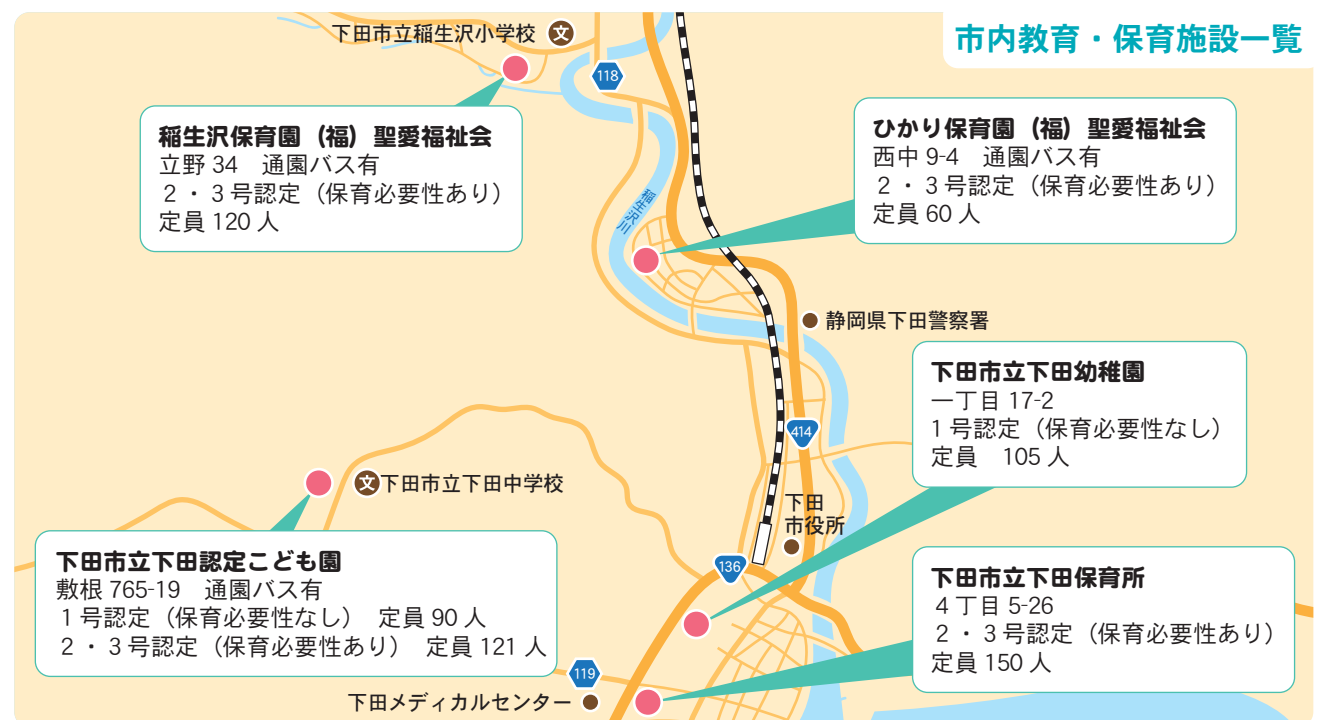 市内教育・保育施設一覧
下田市立稲生沢小学校 文
118
稲生沢保育園（福）聖愛福祉会
立野 34　通園バス有
２・３号認定（保育必要性あり）
定員 120 人
ひかり保育園（福）聖愛福祉会
西中 9-4　通園バス有
２・３号認定（保育必要性あり）
定員 60 人
稲生沢川
静岡県下田警察署
下田市立下田幼稚園
一丁目 17-2
１号認定（保育必要性なし）
定員　105 人
414
文 下田市立下田中学校
下田
市役所
136
下田市立下田認定こども園
敷根 765-19　通園バス有
１号認定（保育必要性なし）　定員 90 人
２・３号認定（保育必要性あり）　定員 121 人
下田市立下田保育所
４丁目 5-26
２・３号認定（保育必要性あり）
定員 150 人
119
下田メディカルセンター